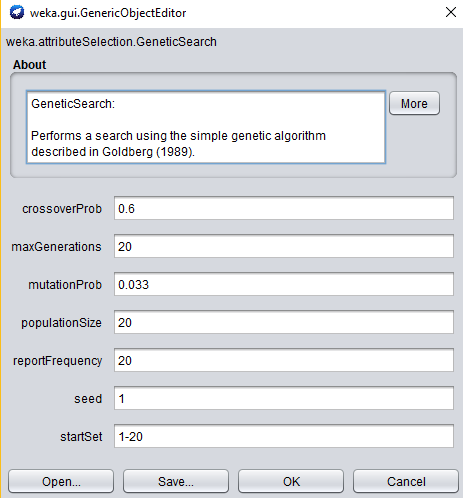 weka.gui.GenericObjectEditor
weka.attributeSelection.GeneticSearch
About
GeneticSearch:
More
Performs a search using the simple genetic algorithm
described in Goldberg (1989).
crossoverProb 0.6
maxGenerations 20
mutationProb 0.033
populationSize 20
reportFrequency 20
seed 1
startSet 1-20
Open... Save... OK Cancel